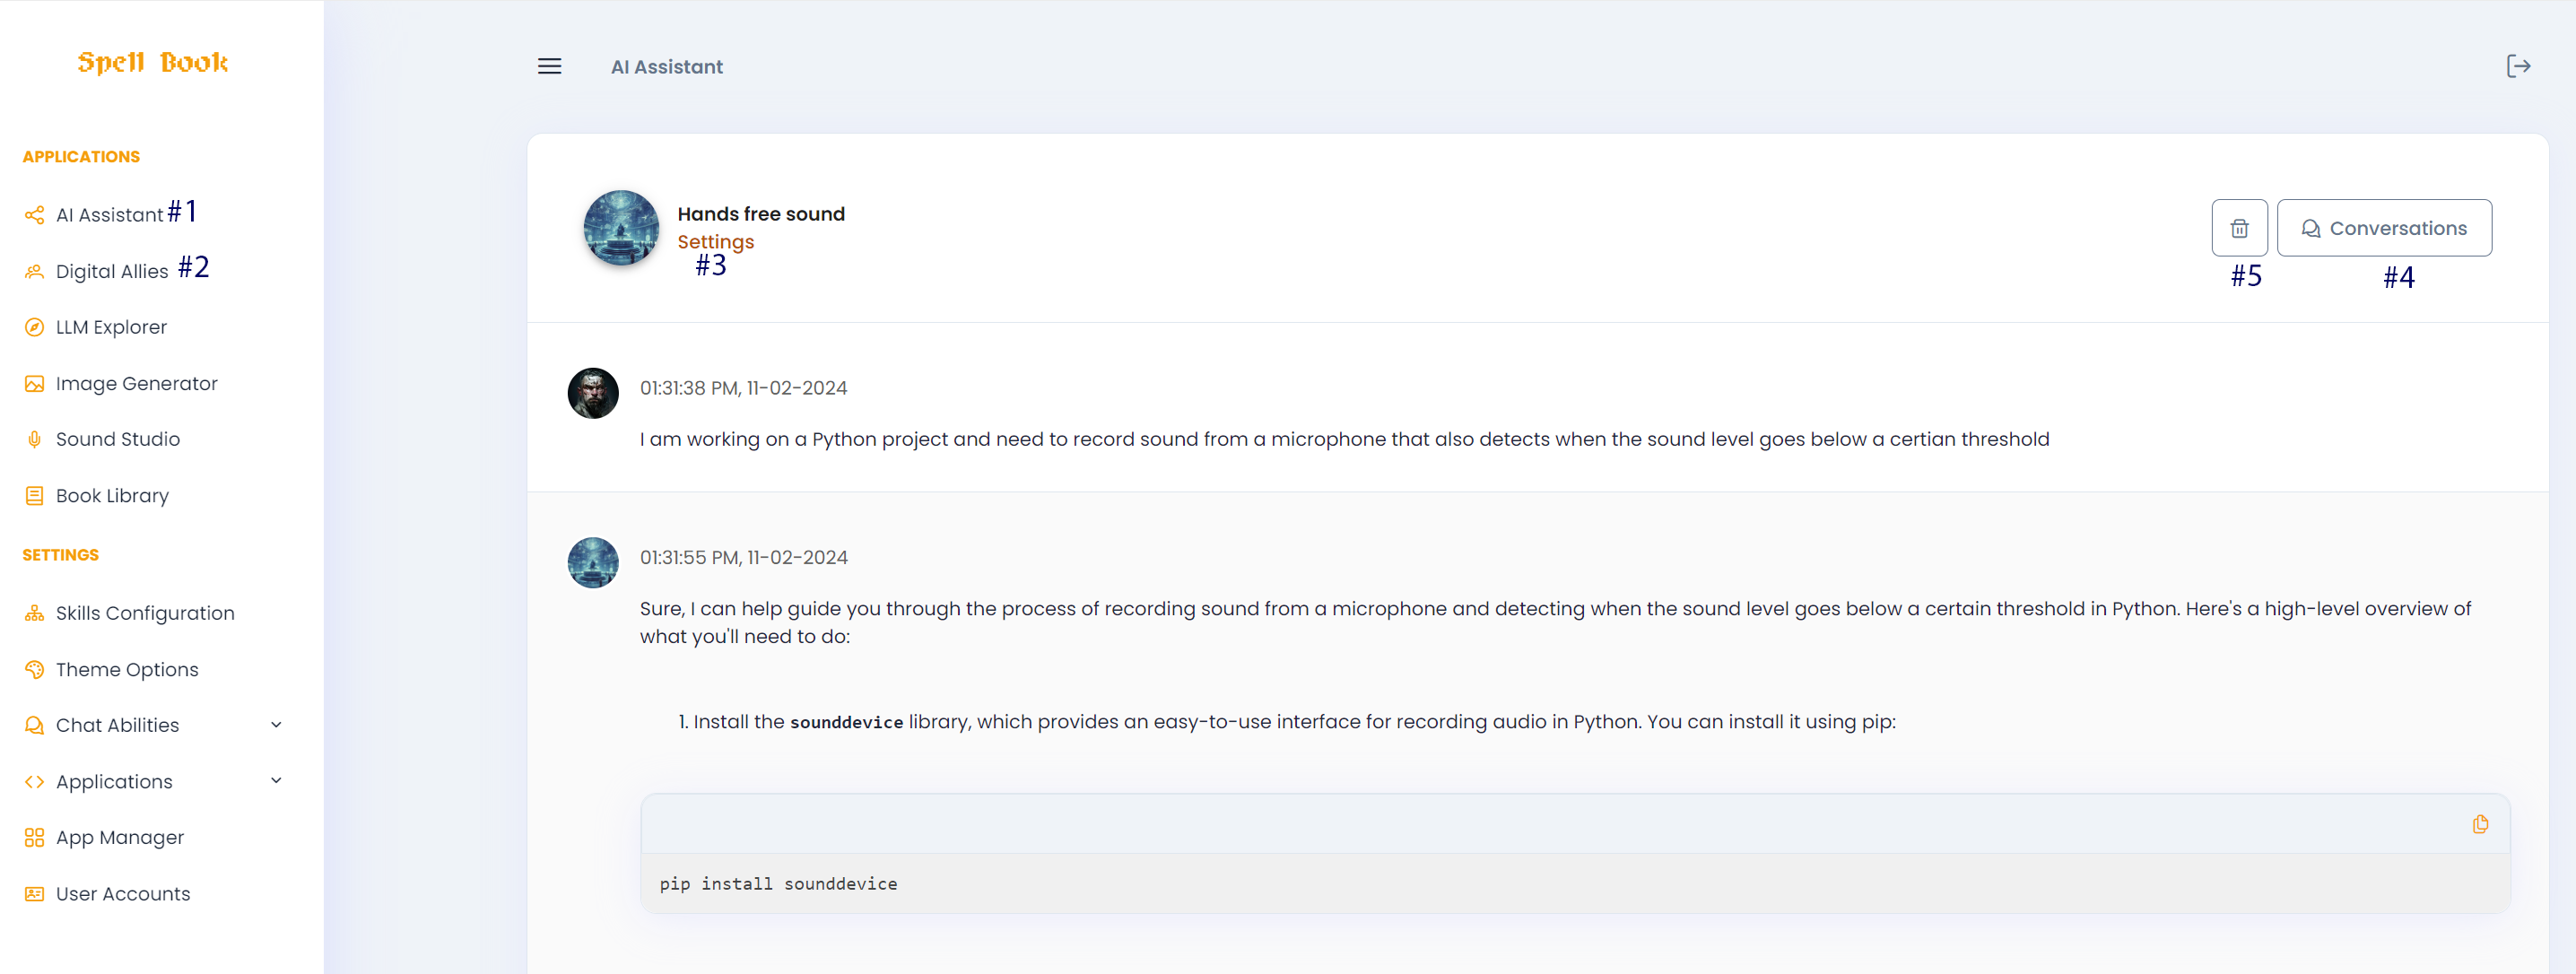 Spell Book
APPLICATIONS
AI Assistant #1
Digital Allies #2
LLM Explorer
Image Generator
Sound Studio
Book Library
SETTINGS
Skills Configuration
Theme Options
Chat Abilities
Applications
App Manager
User Accounts
AI Assistant
Hands free sound
Settings
#3
Conversations
#5
#4
01:31:38 PM, 11-02-2024
I am working on a Python project and need to record sound from a microphone that also detects when the sound level goes below a certian threshold
01:31:55 PM, 11-02-2024
Sure, I can help guide you through the process of recording sound from a microphone and detecting when the sound level goes below a certain threshold in Python. Here's a high-level overview of
what you'll need to do:
1. Install the sounddevice library, which provides an easy-to-use interface for recording audio in Python. You can install it using pip:
pip install sounddevice